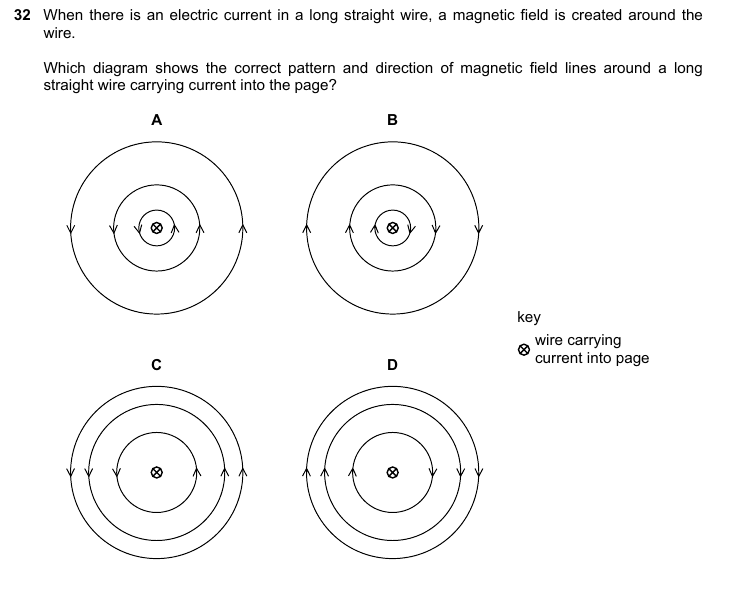 32 When there is an electric current in a long straight wire, a magnetic field is created around the
wire.
Which diagram shows the correct pattern and direction of magnetic field lines around a long
straight wire carrying current into the page?
A
B
key
wire carrying
current into page
C
D